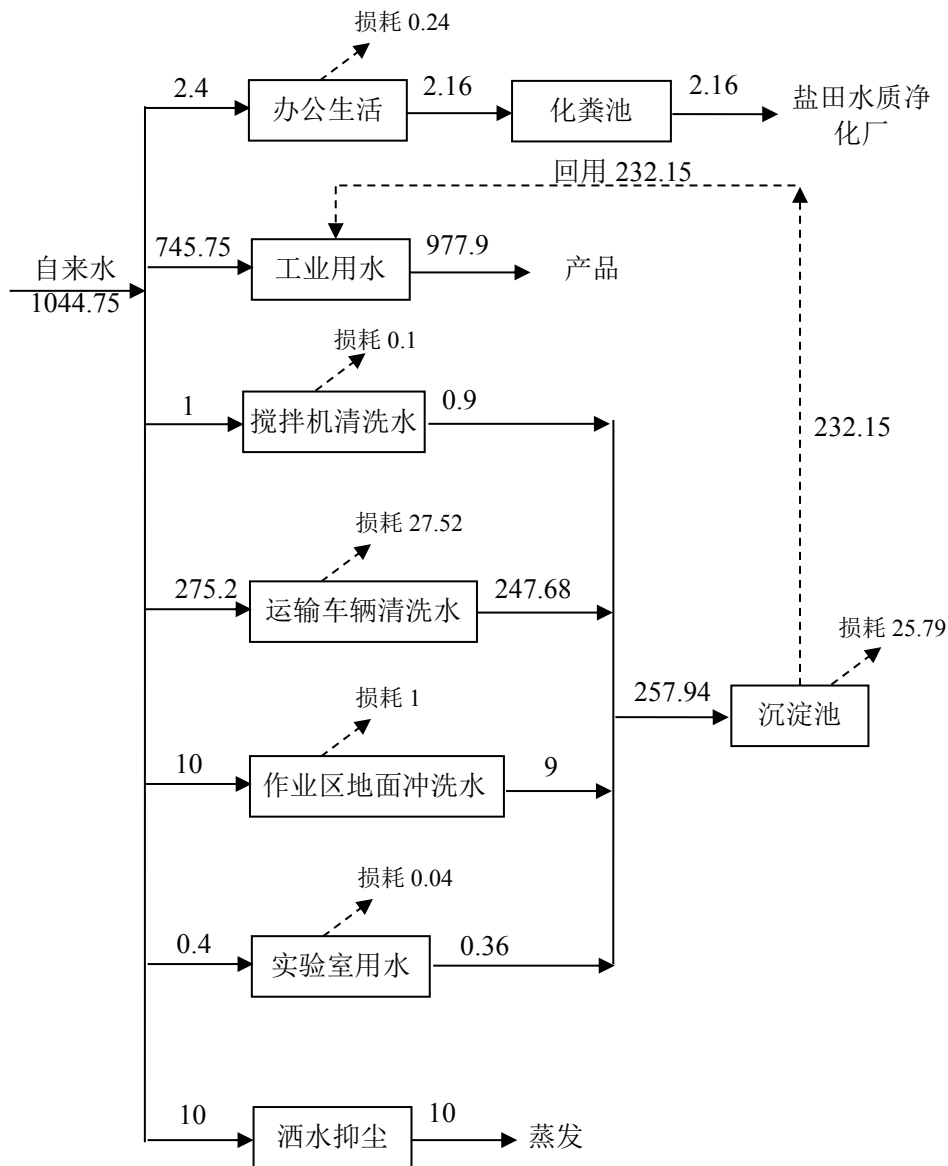 损耗 0.24
2.4
办公生活
2.16
化粪池
2.16
盐田水质净
化厂
回用 232.15
745.75
工业用水
977.9
产品
自来水
1044.75
损耗 0.1
1
搅拌机清洗水
0.9
232.15
损耗 27.52
275.2
运输车辆清洗水
247.68
损耗 25.79
257.94
沉淀池
损耗 1
10
作业区地面冲洗水
9
损耗 0.04
0.4
实验室用水
0.36
10
洒水抑尘
10
蒸发